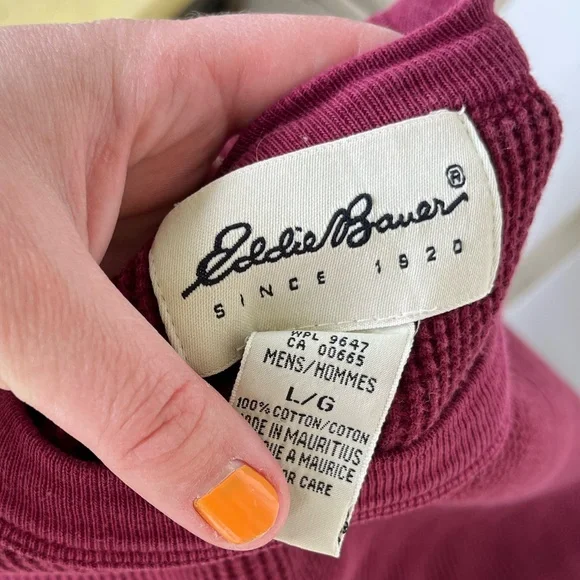 Eddie Bauer®
SINCE 1920
WPL 9647
CA 00665
MENS/HOMMES
L/G
100% COTTON/COTON
ADE IN MAURITIUS
QUE A MAURICE
OR CARE